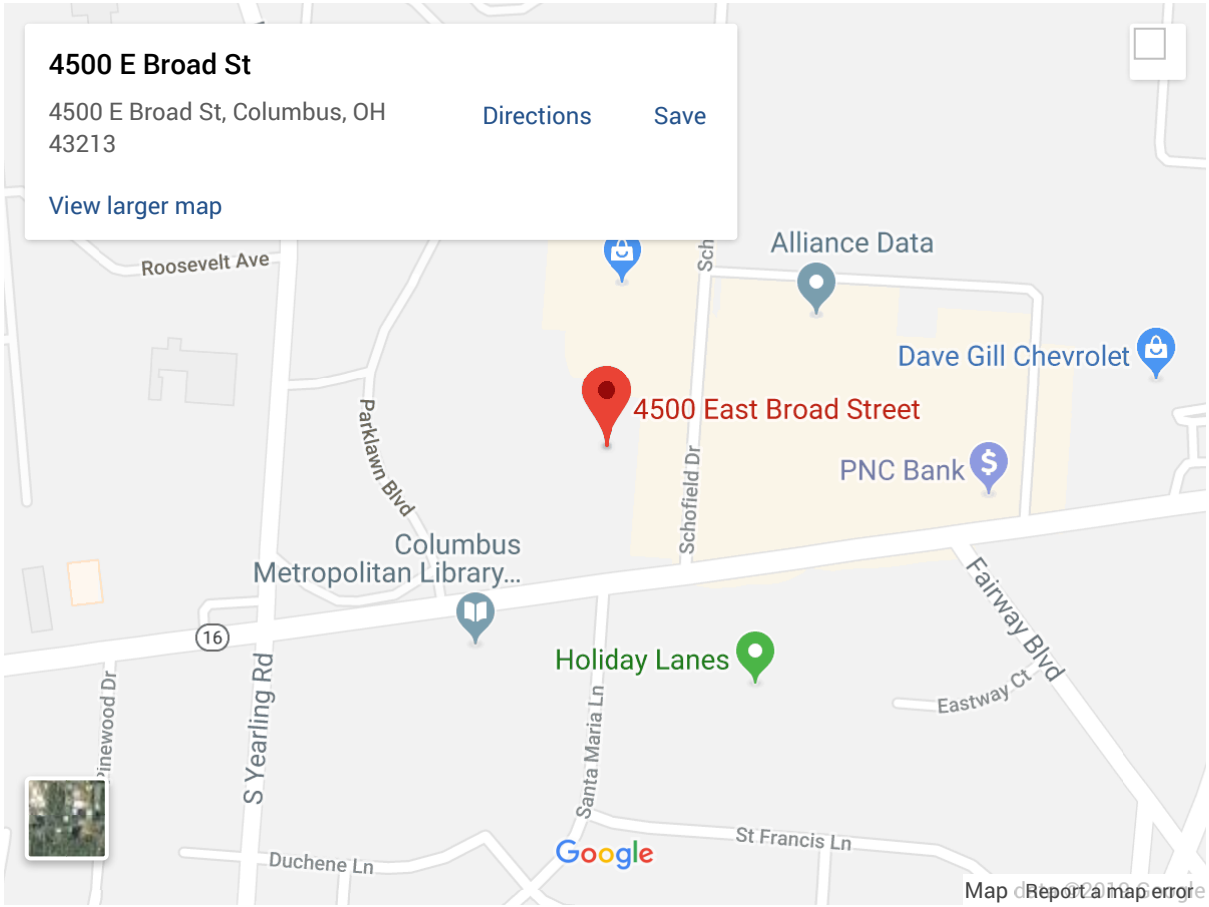 4500 E Broad St
4500 E Broad St, Columbus, OH
43213
Directions
Save
View larger map
Roosevelt Ave
Sch
Alliance Data
Dave Gill Chevrolet
4500 East Broad Street
Parklawn Blvd
PNC Bank
Schofield Dr
Columbus
Metropolitan Library...
16
Fairway Blvd
Holiday Lanes
Eastway Ct
S Yearling Rd
Pinewood Dr
Santa Maria Ln
St Francis Ln
Google
Duchene Ln
Map
Report a map error